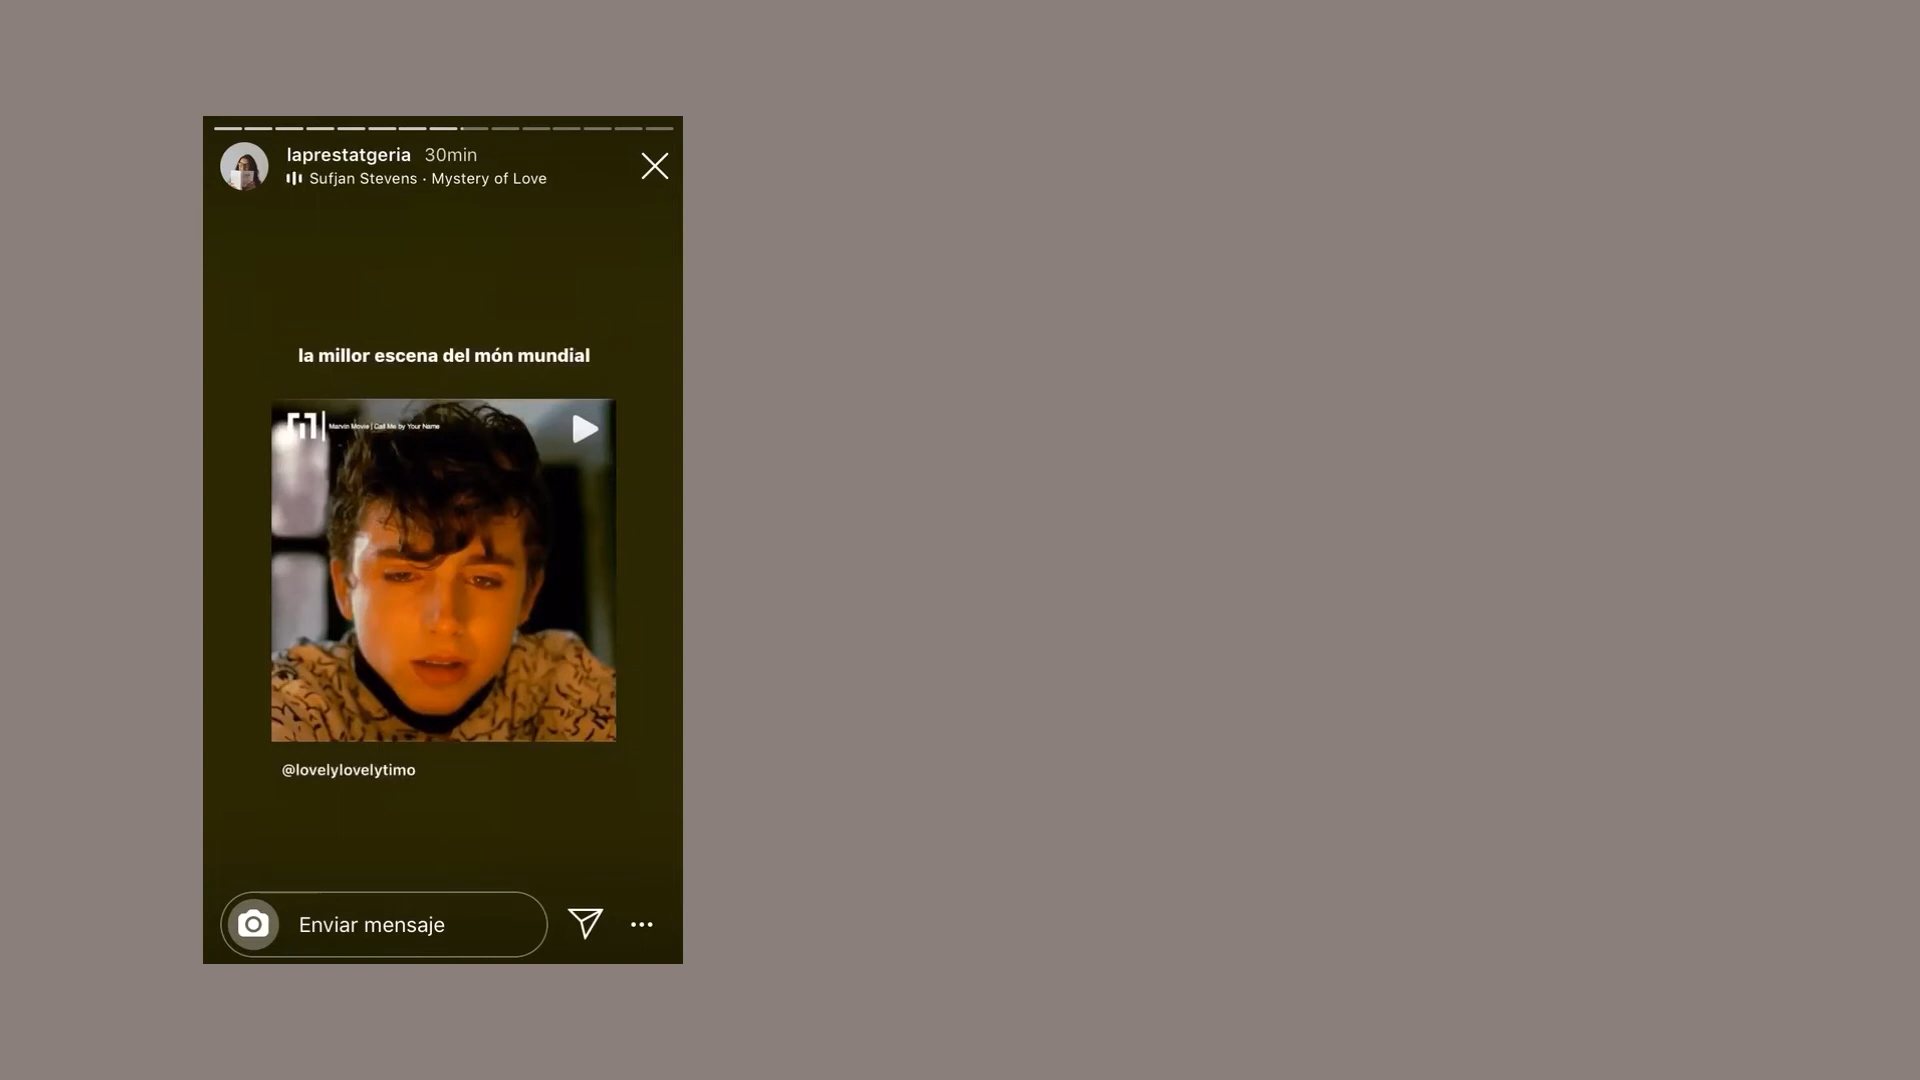 laprestatgeria 30min
Sufjan Stevens · Mystery of Love
la millor escena del món mundial
Marvin Movie | Call Me by Your Name
@lovelylovelytimo
Enviar mensaje